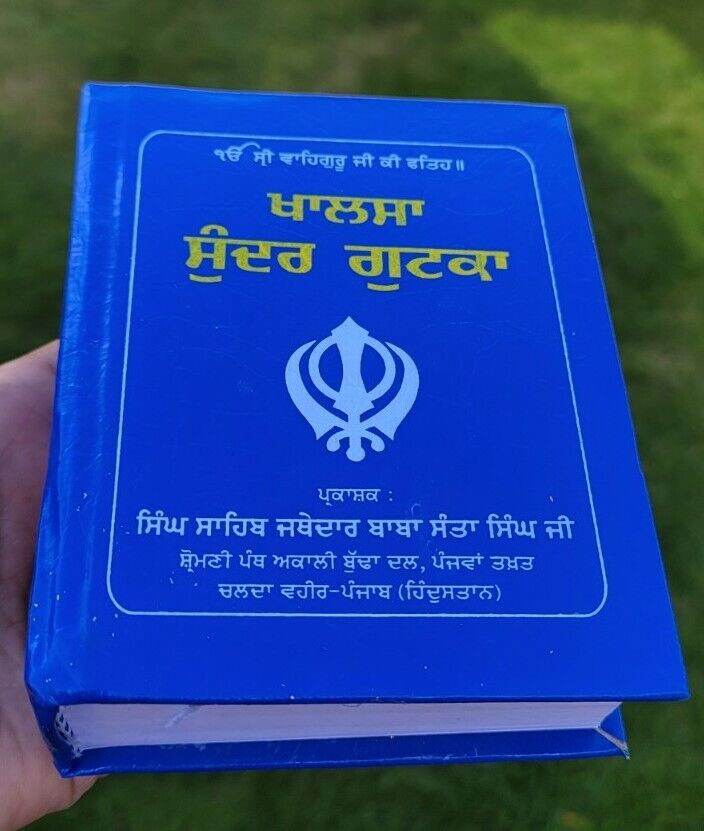 ੴ ਸ੍ਰੀ ਵਾਹਿਗੁਰੂ ਜੀ ਕੀ ਫਤਿਹ॥
ਖਾਲਸਾ
ਸੁੰਦਰ ਗੁਟਕਾ
ਪ੍ਰਕਾਸ਼ਕ :
ਸਿੰਘ ਸਾਹਿਬ ਜਥੇਦਾਰ ਬਾਬਾ ਸੰਤਾ ਸਿੰਘ ਜੀ
ਸ਼੍ਰੋਮਣੀ ਪੰਥ ਅਕਾਲੀ ਬੁੱਢਾ ਦਲ, ਪੰਜਵਾਂ ਤਖ਼ਤ
ਚਲਦਾ ਵਹੀਰ-ਪੰਜਾਬ (ਹਿੰਦੁਸਤਾਨ)